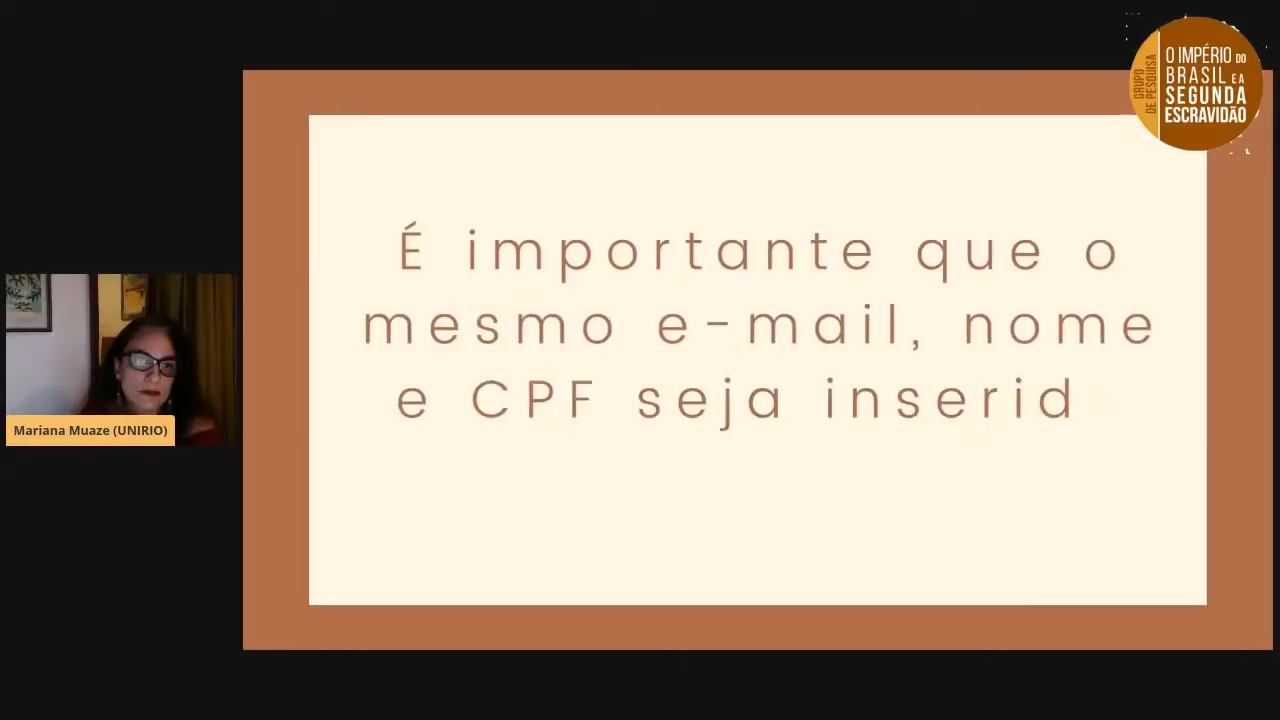 GRUPO
DE PESQUISA
O IMPÉRIO DO
BRASIL E A
SEGUNDA
ESCRAVIDÃO
É importante que o
mesmo e-mail, nome
e CPF seja inserid
Mariana Muaze (UNIRIO)